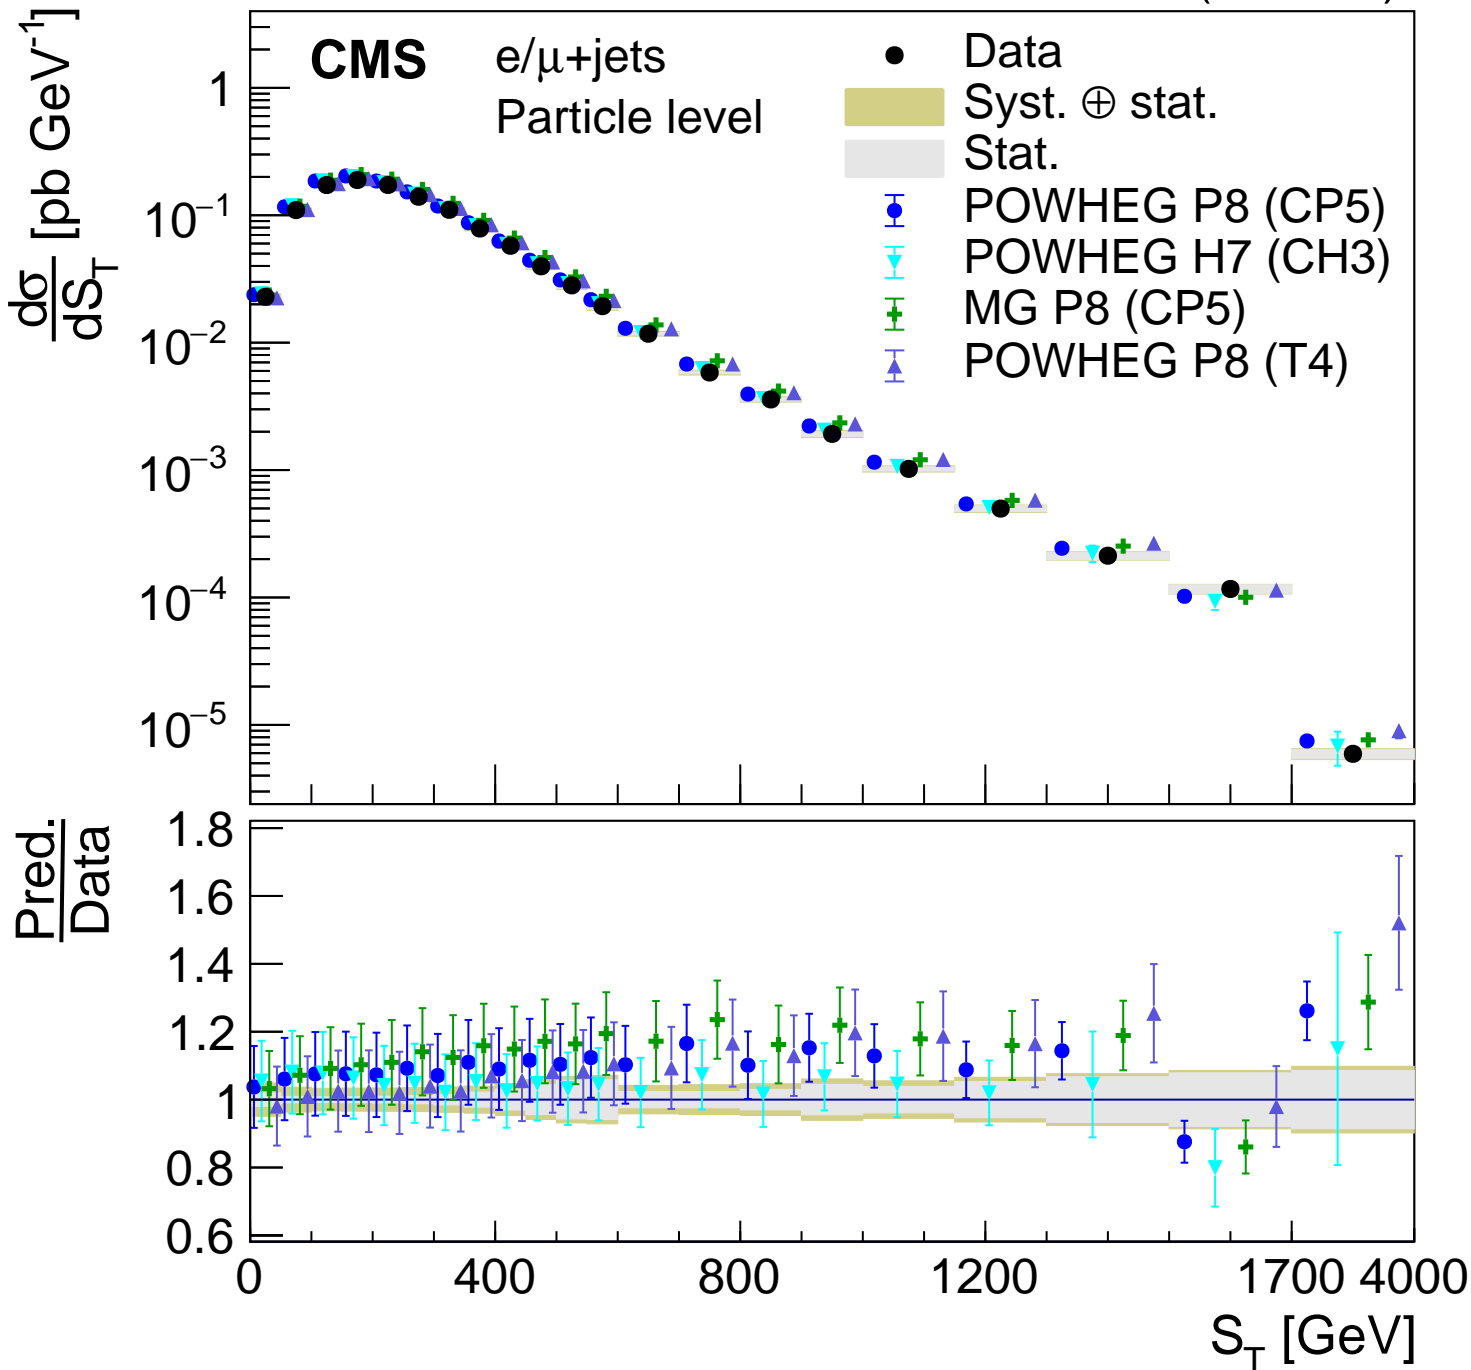 CMS e/μ+jets
Particle level
Data
Syst. ⊕ stat.
Stat.
POWHEG P8 (CP5)
POWHEG H7 (CH3)
MG P8 (CP5)
POWHEG P8 (T4)
dσ/dS_T [pb GeV⁻¹]
1
10⁻¹
10⁻²
10⁻³
10⁻⁴
10⁻⁵
Pred.
Data
1.8
1.6
1.4
1.2
1
0.8
0.6
0 400 800 1200 1700 4000
S_T [GeV]